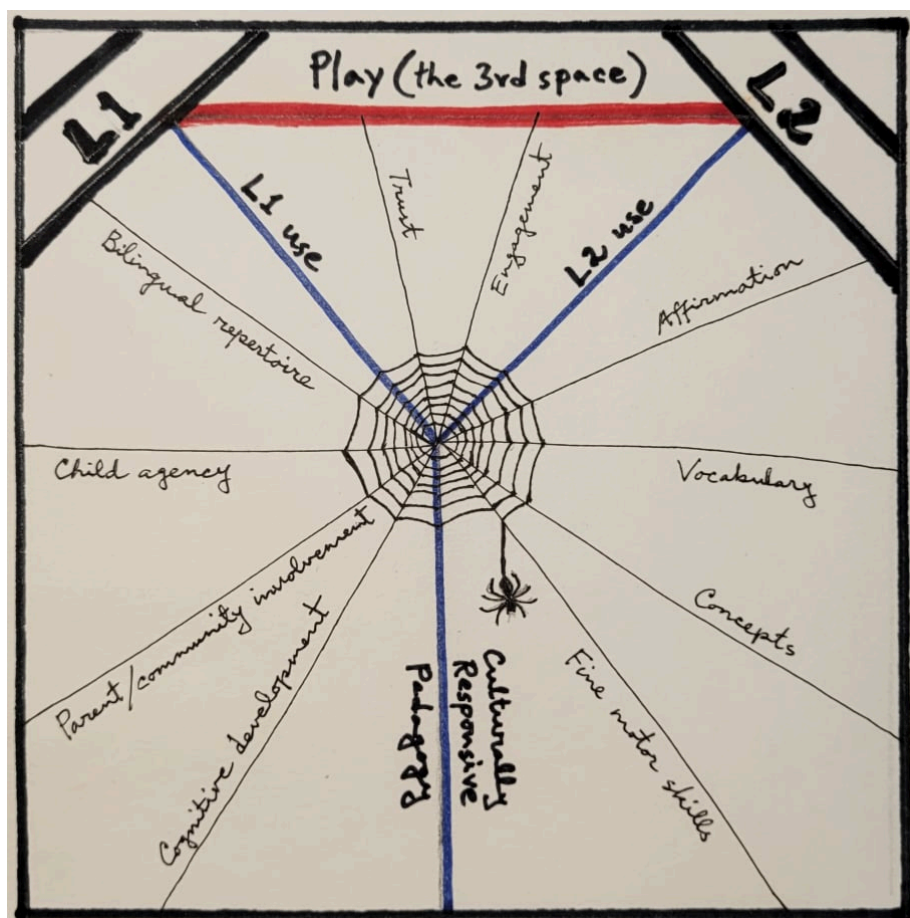 Play (the 3rd space)
L1
L2
Trust
Engagement
L1 use
L2 use
Bilingual repertoire
Affirmation
Child agency
Vocabulary
Parent/community involvement
Concepts
Cognitive development
Fine motor skills
Culturally
Responsive
Pedagogy